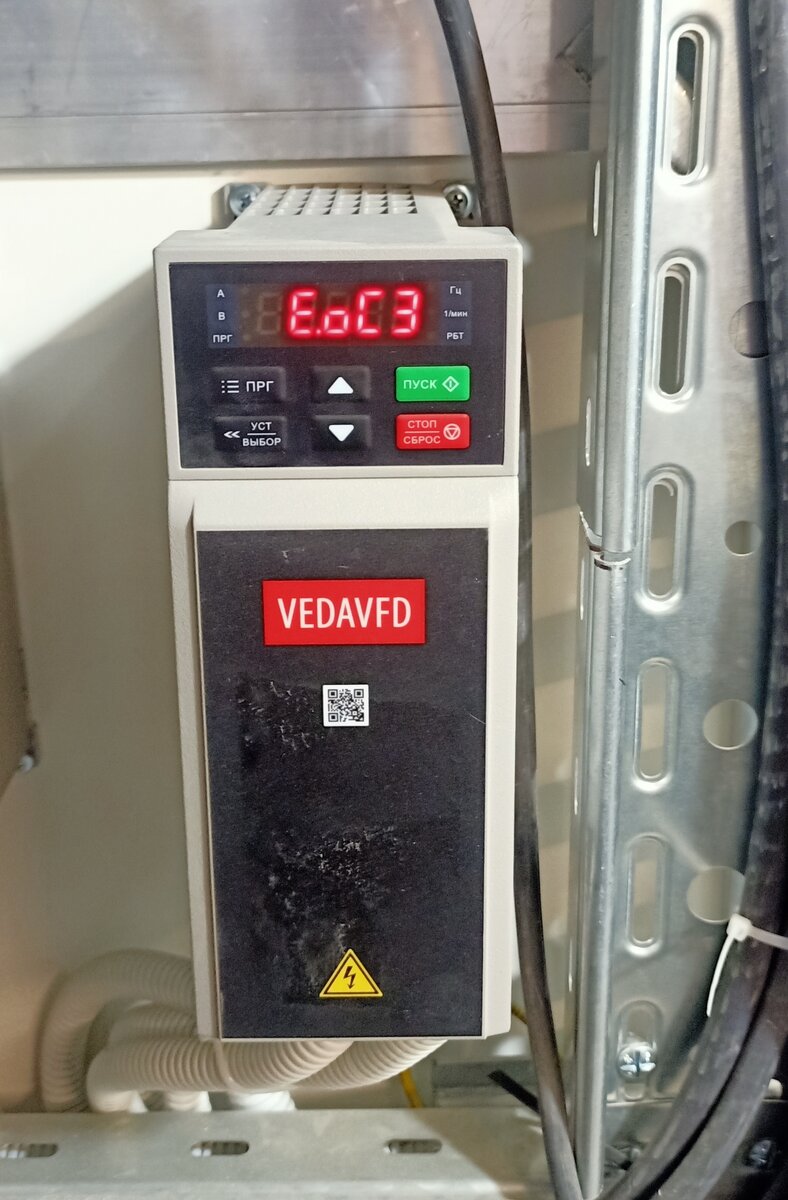 A
B
ПРГ
E.oC3
Гц
1/мин
РБТ
ПРГ
ПУСК
УСТ
ВЫБОР
СТОП
СБРОС
VEDAVFD